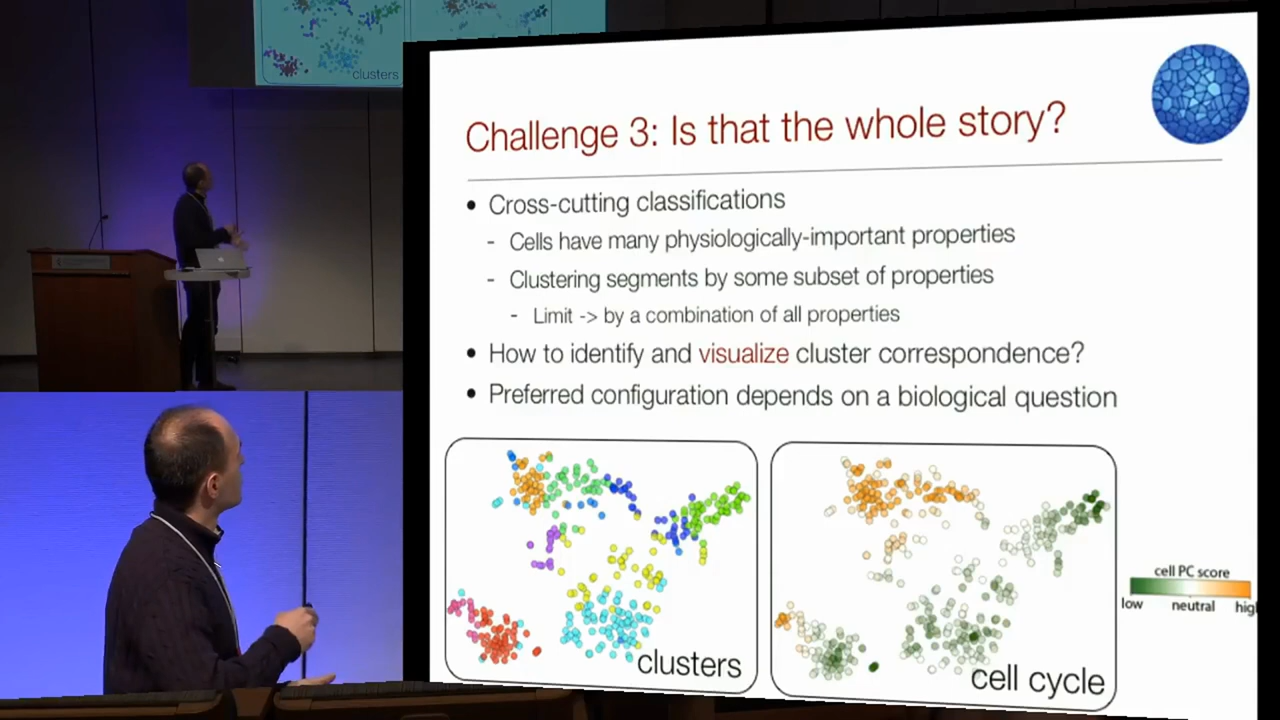 clusters
Challenge 3: Is that the whole story?
• Cross-cutting classifications
- Cells have many physiologically-important properties
- Clustering segments by some subset of properties
- Limit -> by a combination of all properties
• How to identify and visualize cluster correspondence?
• Preferred configuration depends on a biological question
clusters
cell cycle
cell PC score
low neutral high